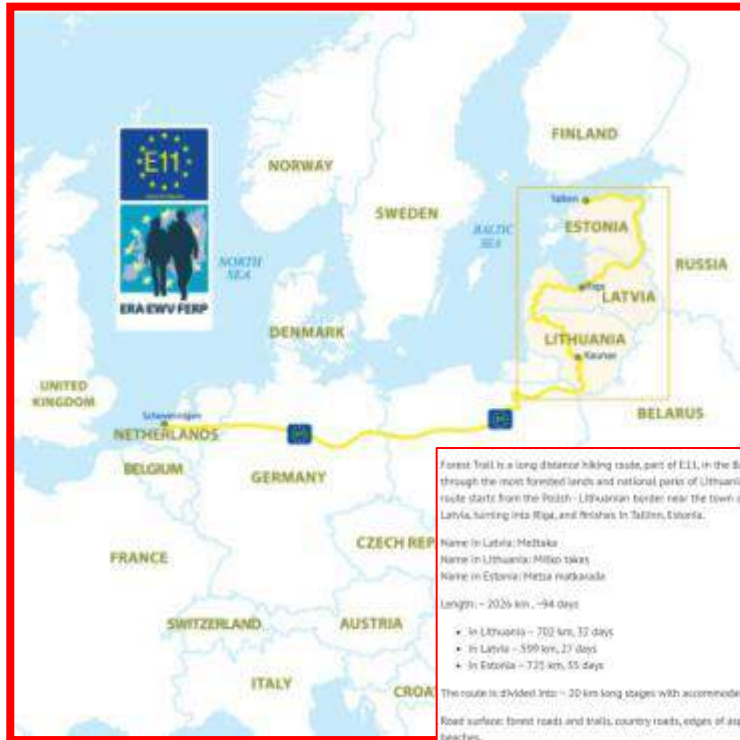 FINLAND
NORWAY
E11
SWEDEN
Tallinn
ESTONIA
BALTIC
SEA
RUSSIA
NORTH
SEA
Riga
LATVIA
ERA EWV FERP
DENMARK
LITHUANIA
Kaunas
UNITED
KINGDOM
Scheveningen
NETHERLANDS
BELARUS
BELGIUM
GERMANY
Forest Trail is a long distance hiking route, part of E11, in the
through the most forested lands and national parks of
route starts from the Polish - Lithuanian border near the town
Latvia, turning into Riga, and finishes in Tallinn, Estonia.
CZECH REP
Name in Latvia: Mežtaka
Name in Lithuania: Miško takas
Name in Estonia: Metsa matkarada
FRANCE
Length: ~ 2026 km, ~94 days
SWITZERLAND
AUSTRIA
• In Lithuania – 702 km, 32 days
• In Latvia – 599 km, 27 days
• In Estonia – 725 km, 35 days
ITALY
CROA
The route is divided into ~ 20 km long stages with
Road surface: forest roads and trails, country roads, edges of
beaches.